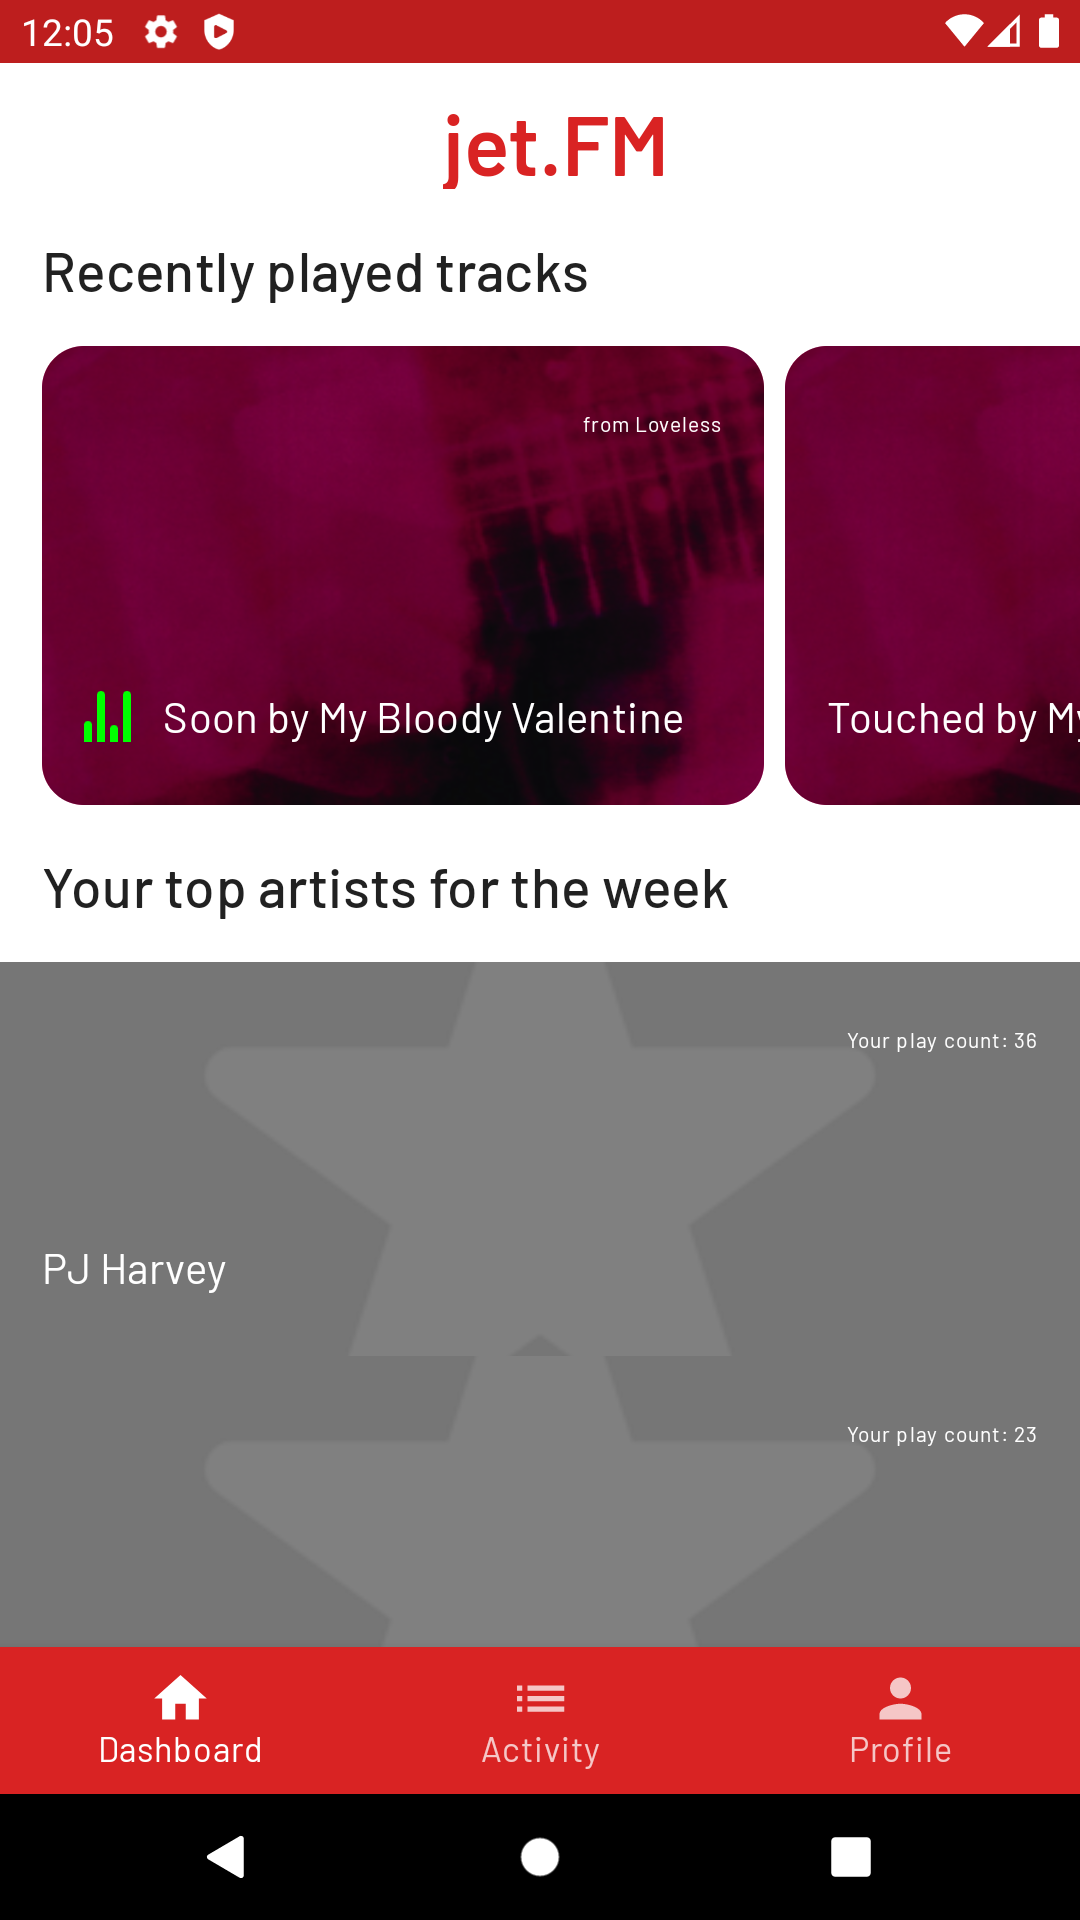 12:05
jet.FM
Recently played tracks
from Loveless
Soon by My Bloody Valentine
Touched by My
Your top artists for the week
Your play count: 36
PJ Harvey
Your play count: 23
Dashboard
Activity
Profile